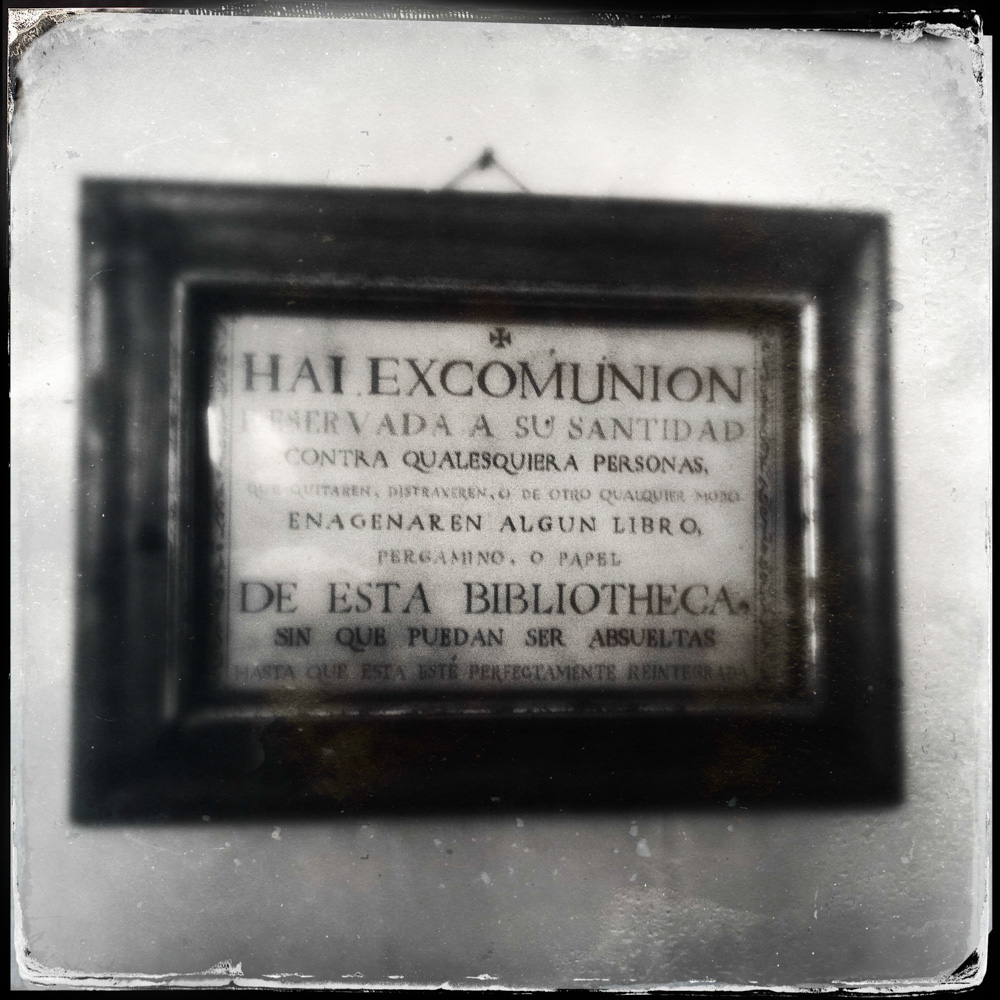 ✠
HAI EXCOMUNION
RESERVADA A SU SANTIDAD
CONTRA QUALESQUIERA PERSONAS,
QUE QUITAREN, DISTRAXEREN, O DE OTRO QUALQUIER MODO
ENAGENAREN ALGUN LIBRO,
PERGAMINO, O PAPEL
DE ESTA BIBLIOTHECA.
SIN QUE PUEDAN SER ABSUELTAS
HASTA QUE ESTA ESTÉ PERFECTAMENTE REINTEGRADA